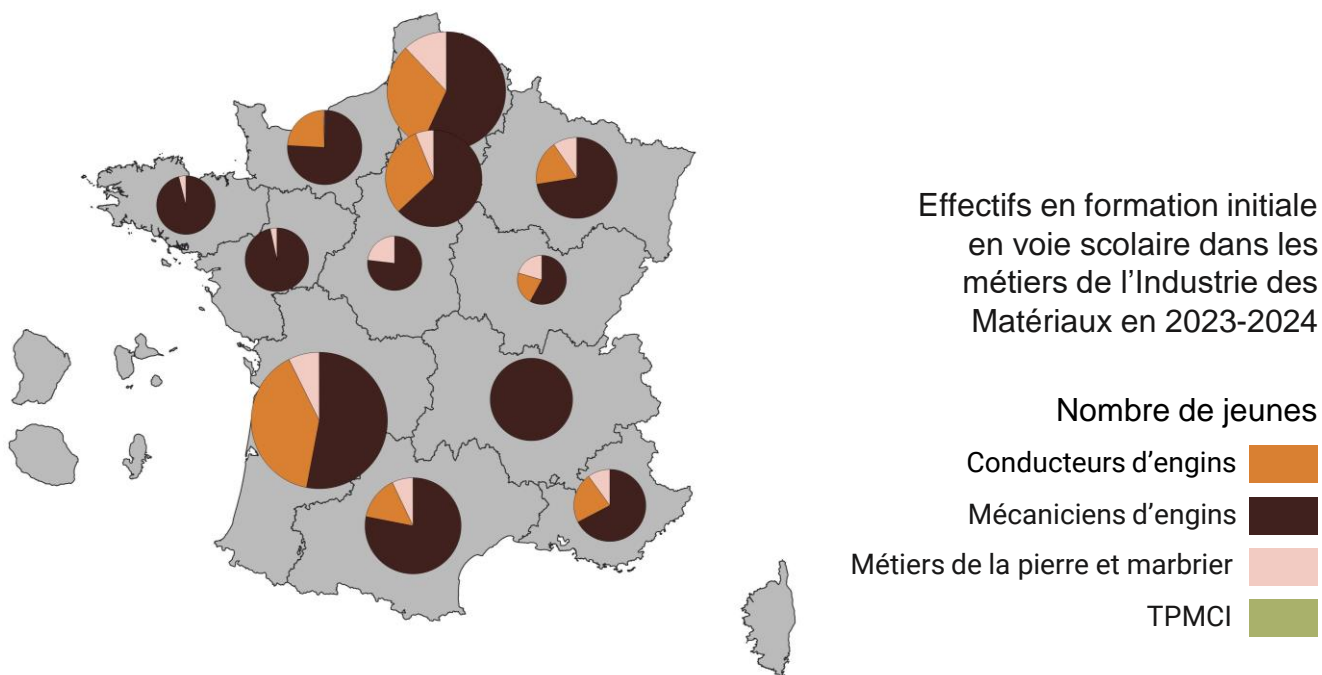 Effectifs en formation initiale
en voie scolaire dans les
métiers de l’Industrie des
Matériaux en 2023-2024
Nombre de jeunes
Conducteurs d’engins
Mécaniciens d’engins
Métiers de la pierre et marbrier
TPMCI